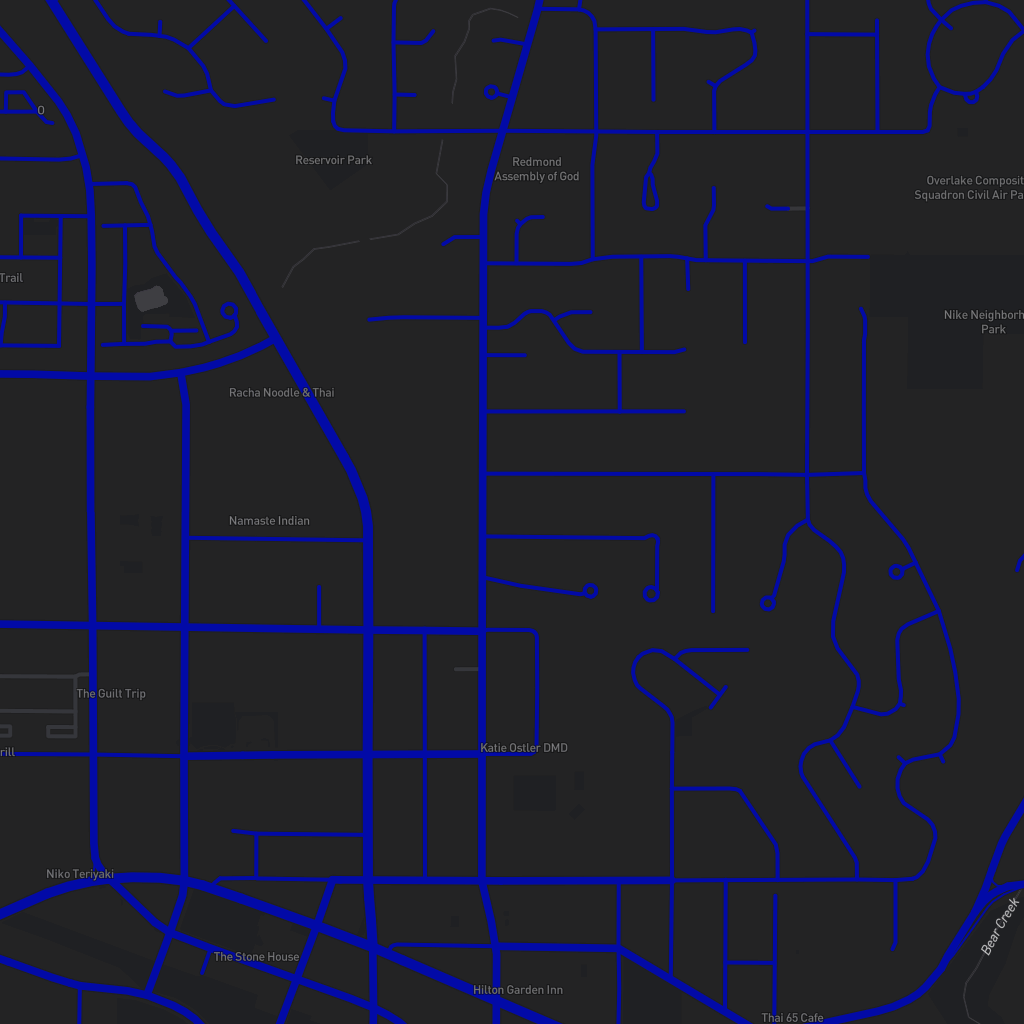 O
Reservoir Park
Redmond
Assembly of God
Overlake Composit
Squadron Civil Air Pa
Trail
Nike Neighborh
Park
Racha Noodle & Thai
Namaste Indian
The Guilt Trip
rill
Katie Ostler DMD
Niko Teriyaki
The Stone House
Bear Creek
Hilton Garden Inn
Thai 65 Cafe